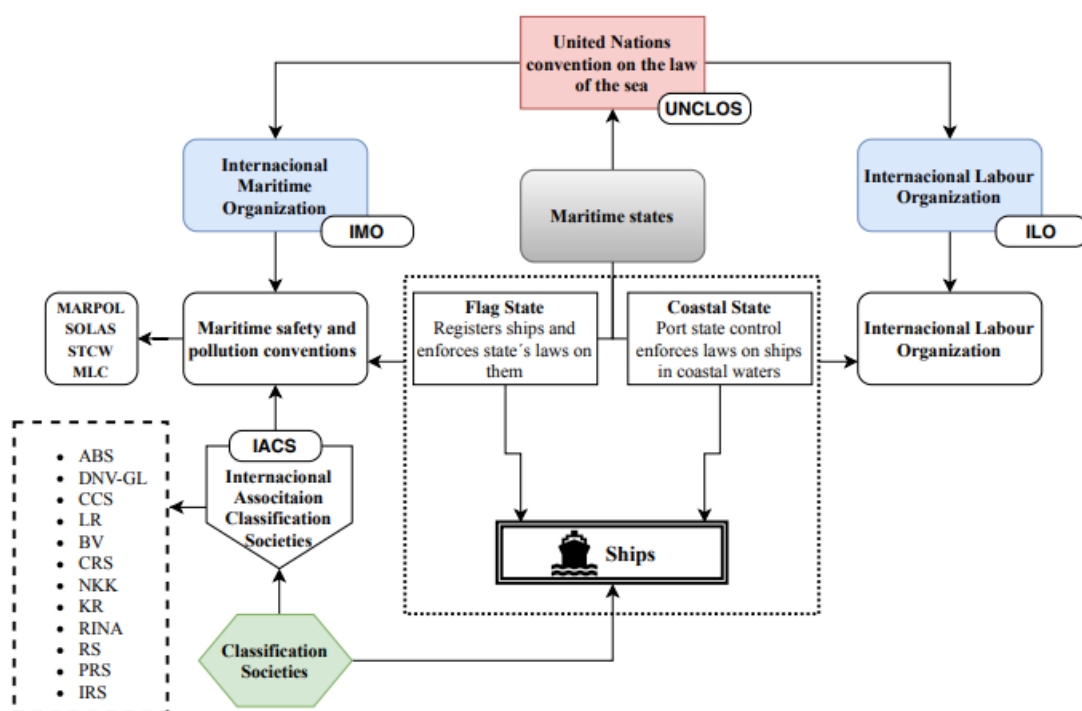 United Nations
convention on the law
of the sea
UNCLOS
Internacional
Maritime
Organization
IMO
Maritime states
Internacional Labour
Organization
ILO
MARPOL
SOLAS
STCW
MLC
Maritime safety and
pollution conventions
Flag State
Registers ships and
enforces state´s laws on
them
Coastal State
Port state control
enforces laws on ships
in coastal waters
Internacional Labour
Organization
IACS
Internacional
Associtaion
Classification
Societies
• ABS
• DNV-GL
• CCS
• LR
• BV
• CRS
• NKK
• KR
• RINA
• RS
• PRS
• IRS
Ships
Classification
Societies